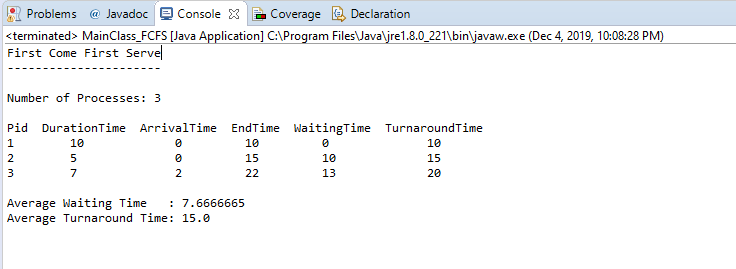 Problems @ Javadoc Console Coverage Declaration
<terminated> MainClass_FCFS [Java Application] C:\Program Files\Java\jre1.8.0_221\bin\javaw.exe (Dec 4, 2019, 10:08:28 PM)
First Come First Serve
----------------------
Number of Processes: 3
Pid DurationTime ArrivalTime EndTime WaitingTime TurnaroundTime
1 10 0 10 0 10
2 5 0 15 10 15
3 7 2 22 13 20
Average Waiting Time : 7.6666665
Average Turnaround Time: 15.0